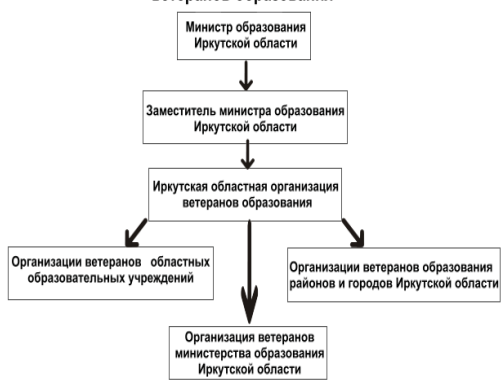 ветеранов образования
Министр образования
Иркутской области
Заместитель министра образования
Иркутской области
Иркутская областная организация
ветеранов образования
Организации ветеранов областных
образовательных учреждений
Организации ветеранов образования
районов и городов Иркутской области
Организация ветеранов
министерства образования
Иркутской области